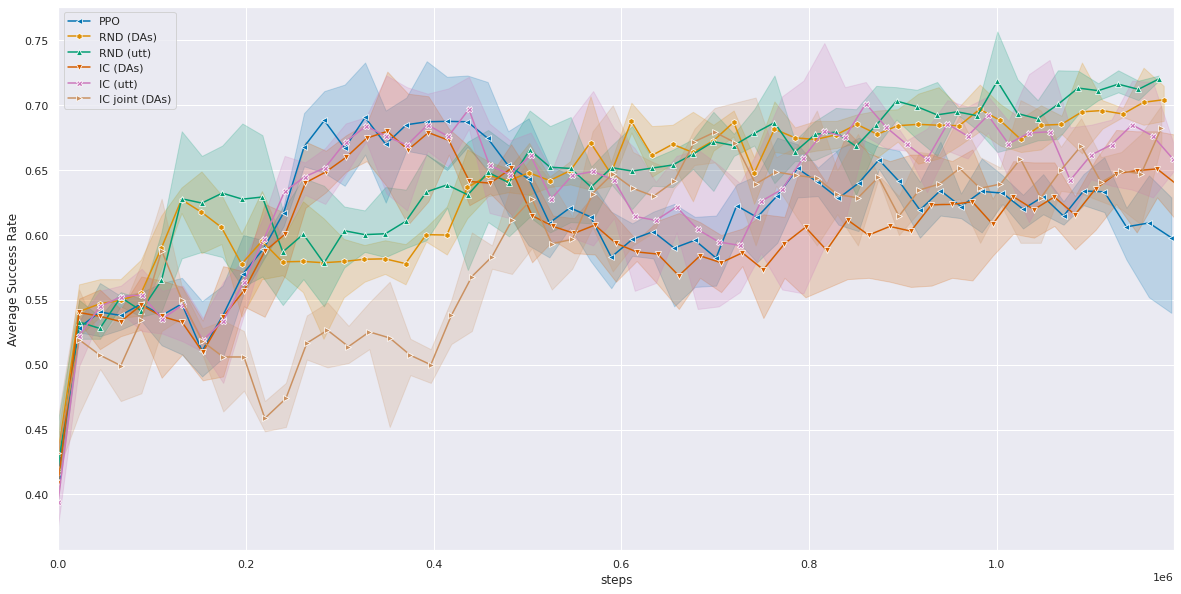 PPO
RND (DAs)
RND (utt)
IC (DAs)
IC (utt)
IC joint (DAs)
0.75
0.70
0.65
0.60
0.55
0.50
0.45
0.40
Average Success Rate
0.0 0.2 0.4 0.6 0.8 1.0
steps
1e6